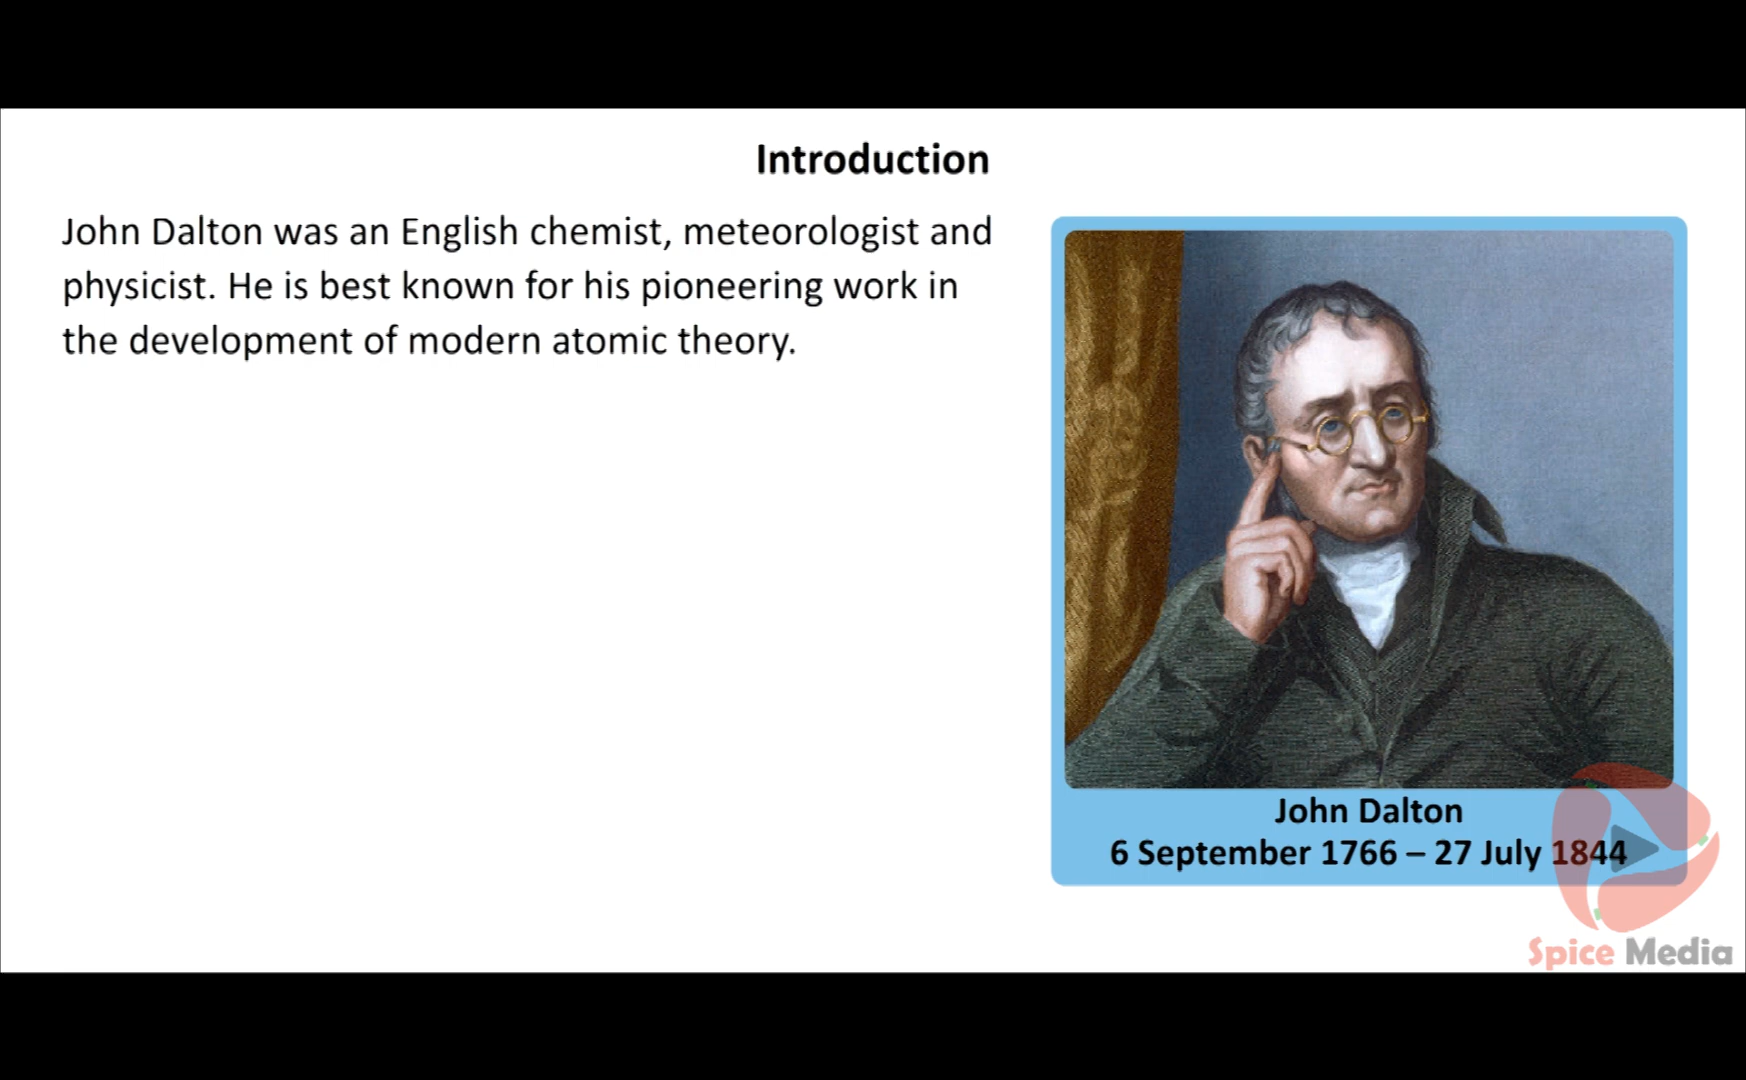 Introduction
John Dalton was an English chemist, meteorologist and
physicist. He is best known for his pioneering work in
the development of modern atomic theory.
John Dalton
6 September 1766 – 27 July 1844
Spice Media